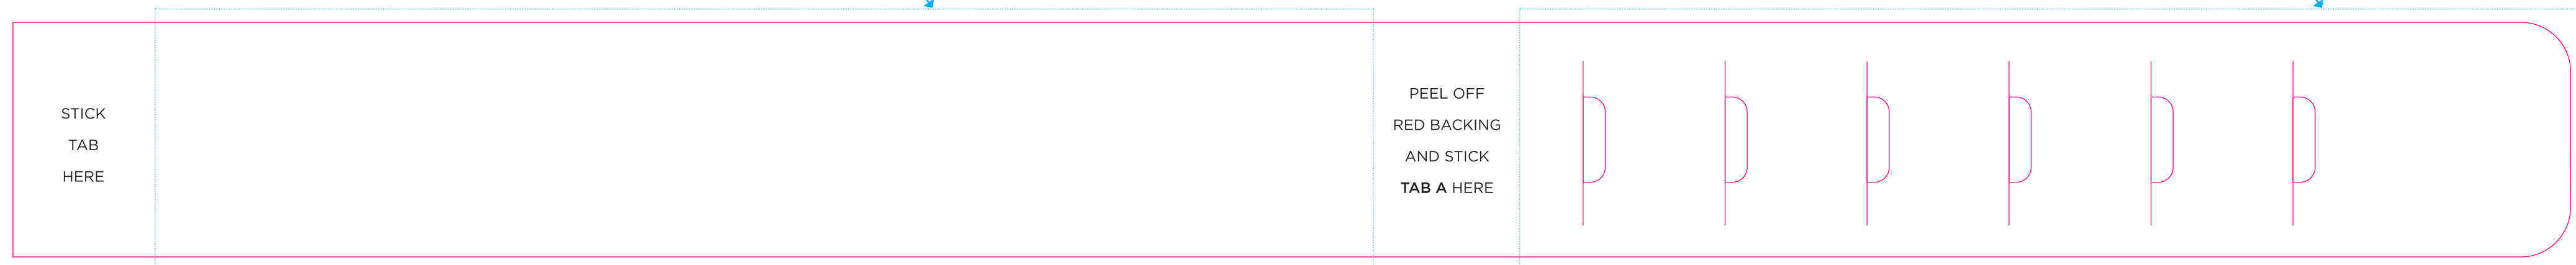 STICK
TAB
HERE
PEEL OFF
RED BACKING
AND STICK
TAB A HERE